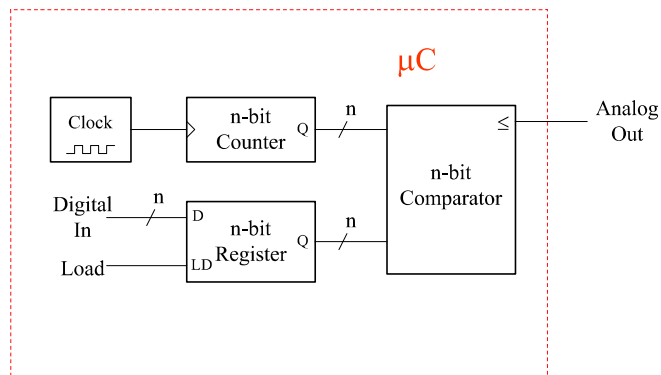 μC
Clock
n-bit
Counter
Q
n
n-bit
Comparator
≤
Analog
Out
Digital
In
n
D
n-bit
Register
Q
n
Load
LD